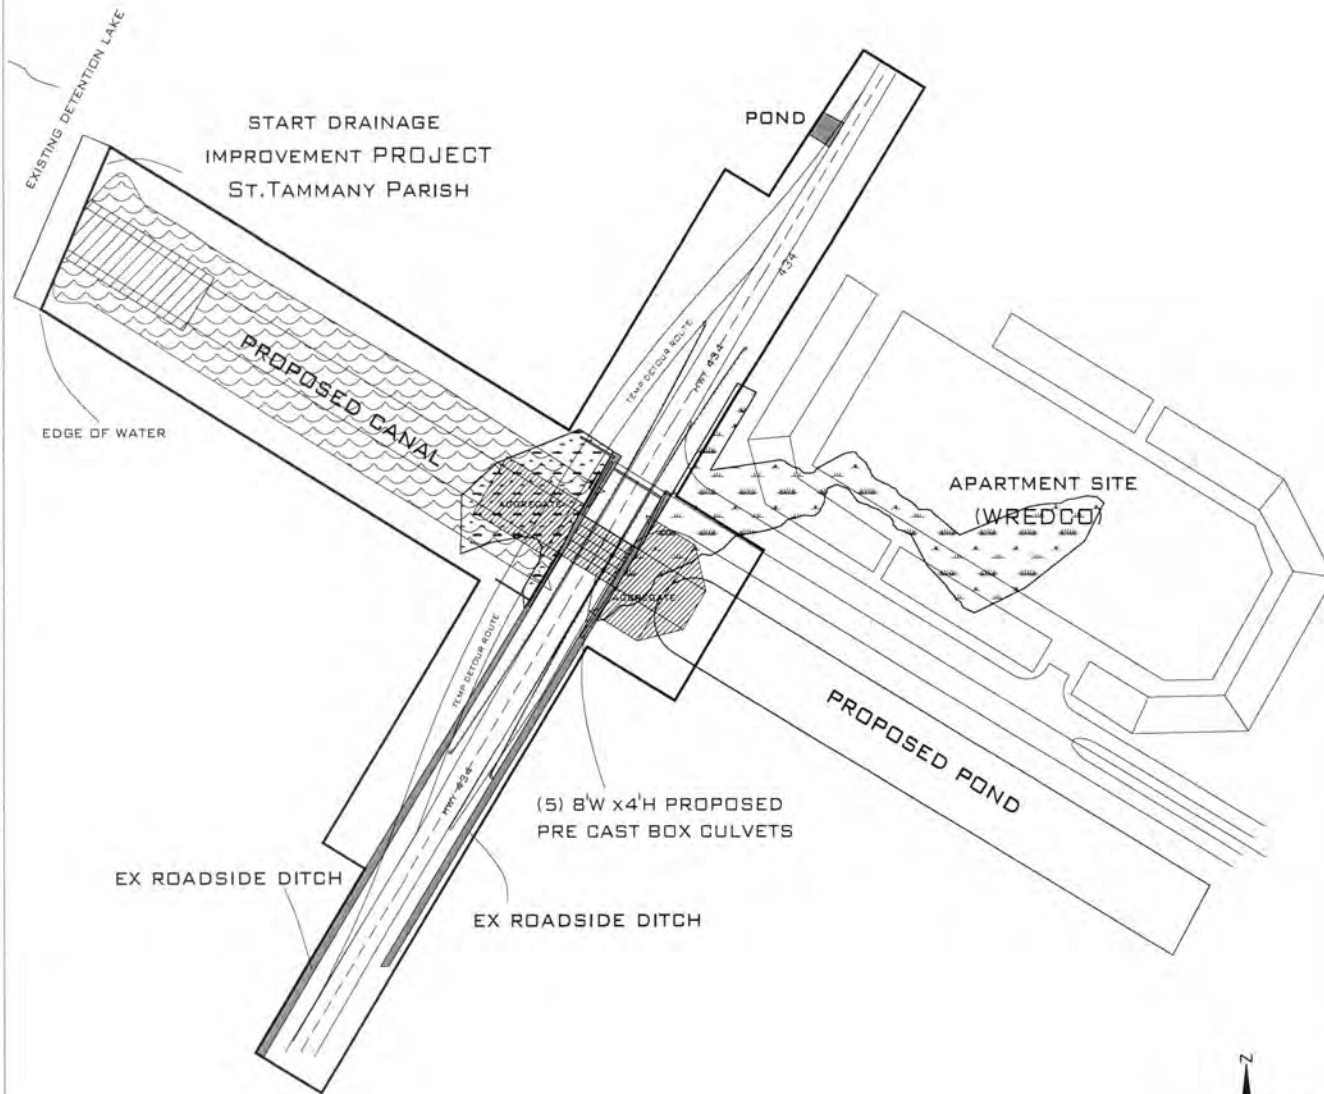 EXISTING DETENTION LAKE
START DRAINAGE
IMPROVEMENT PROJECT
ST.TAMMANY PARISH
POND
434
TEMP DETOUR ROUTE
HWY 434
PROPOSED CANAL
EDGE OF WATER
APARTMENT SITE
(WREDCO)
AGGREGATE
AGGREGATE
TEMP DETOUR ROUTE
PROPOSED POND
HWY 434
(5) 8'W x4'H PROPOSED
PRE CAST BOX CULVETS
EX ROADSIDE DITCH
EX ROADSIDE DITCH
N